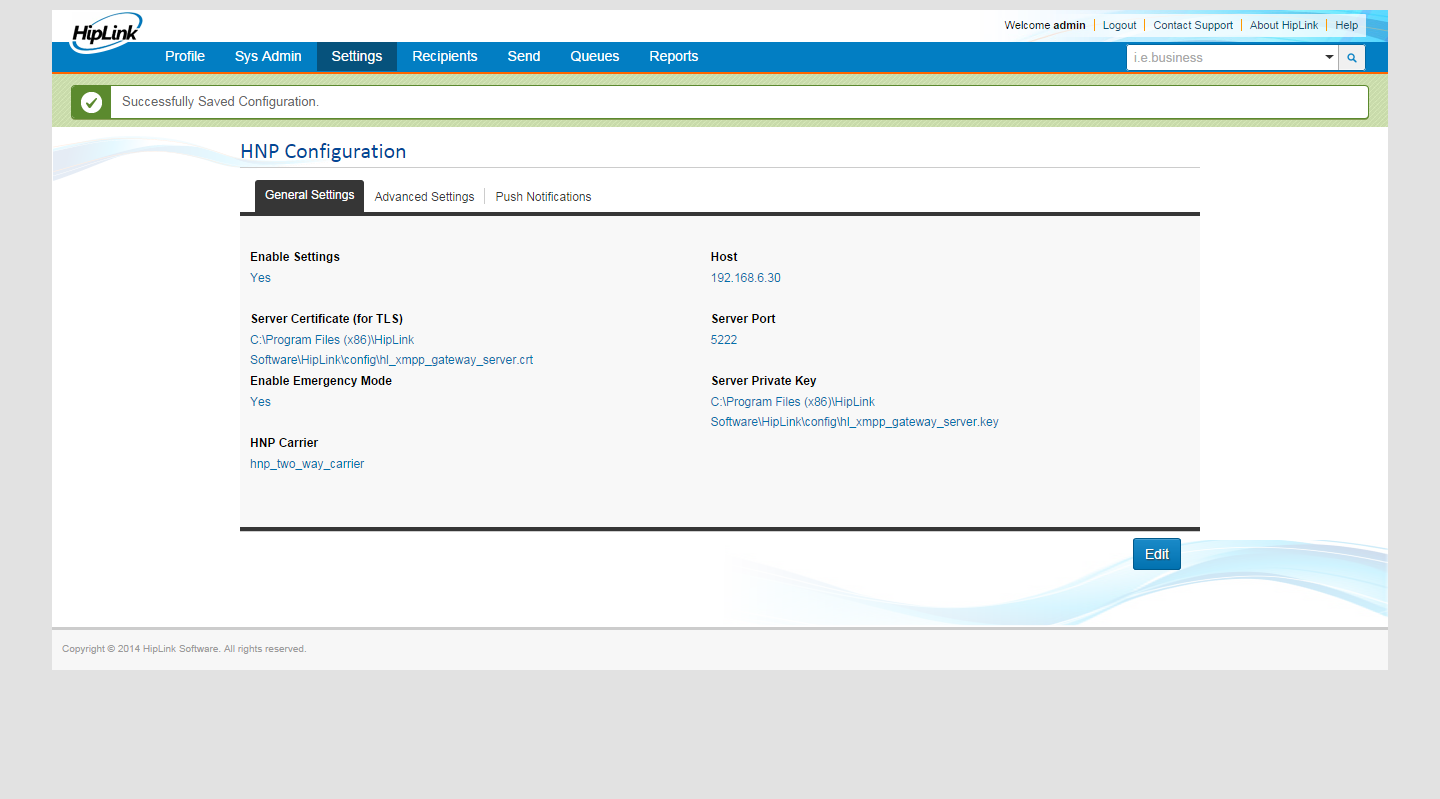 HipLink
Welcome admin Logout Contact Support About HipLink Help
Profile Sys Admin Settings Recipients Send Queues Reports i.e.business
Successfully Saved Configuration.
HNP Configuration
General Settings Advanced Settings Push Notifications
Enable Settings Host
Yes 192.168.6.30
Server Certificate (for TLS) Server Port
C:\Program Files (x86)\HipLink 5222
Software\HipLink\config\hl_xmpp_gateway_server.crt
Enable Emergency Mode Server Private Key
Yes C:\Program Files (x86)\HipLink
Software\HipLink\config\hl_xmpp_gateway_server.key
HNP Carrier
hnp_two_way_carrier
Edit
Copyright © 2014 HipLink Software. All rights reserved.